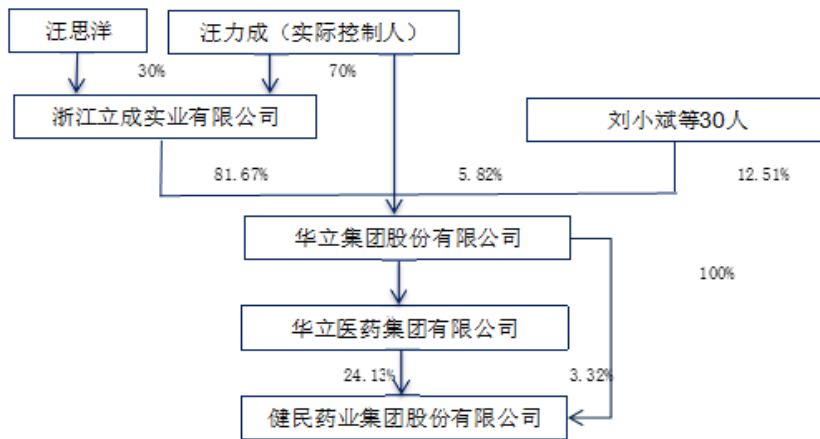 汪思洋
汪力成（实际控制人）
30%
70%
浙江立成实业有限公司
刘小斌等30人
81.67%
5.82%
12.51%
华立集团股份有限公司
100%
华立医药集团有限公司
24.13%
3.32%
健民药业集团股份有限公司